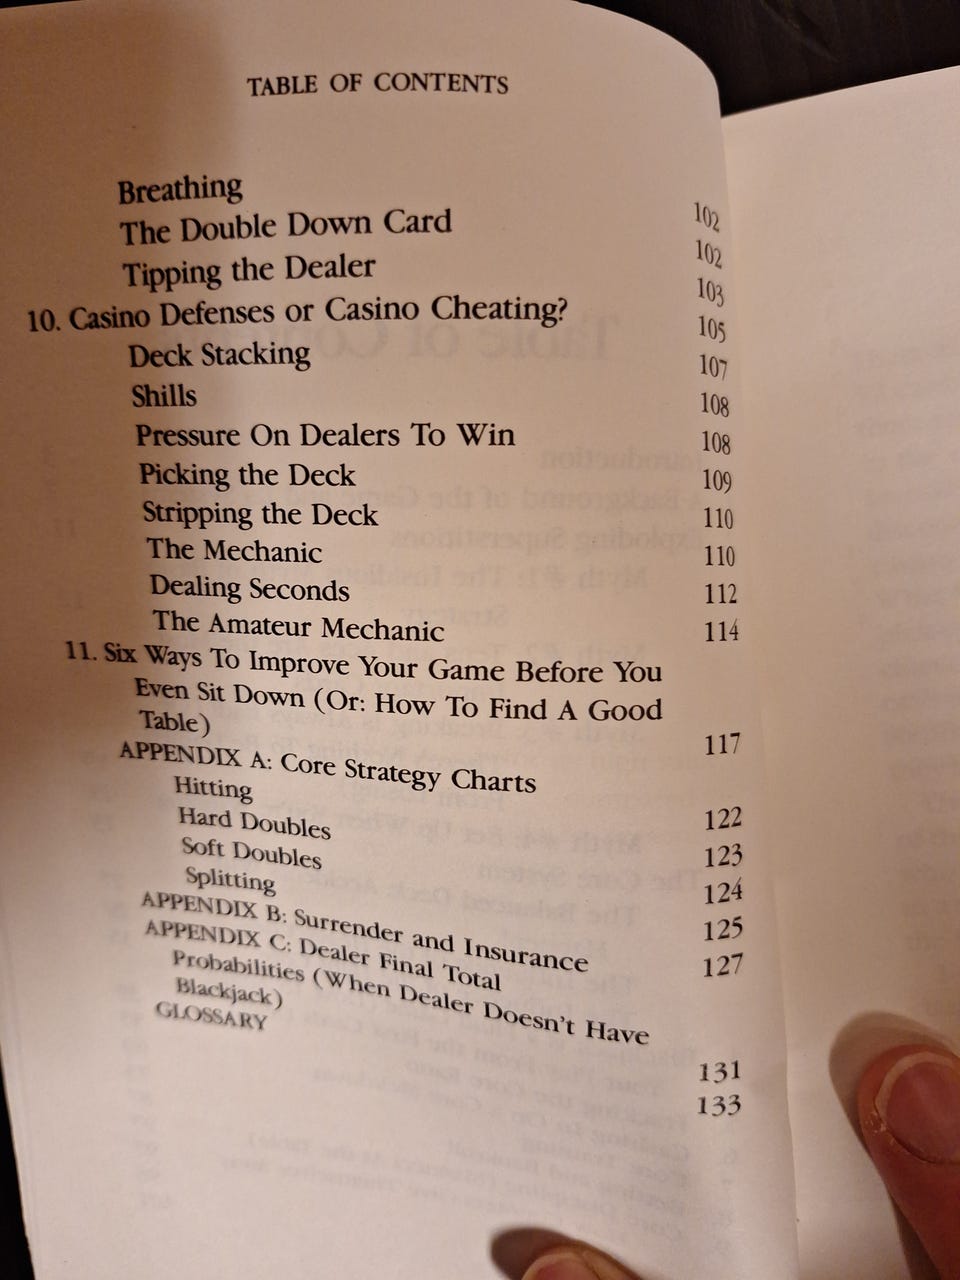 TABLE OF CONTENTS
Breathing 102
The Double Down Card 102
Tipping the Dealer 103
10. Casino Defenses or Casino Cheating? 105
Deck Stacking 107
Shills 108
Pressure On Dealers To Win 108
Picking the Deck 109
Stripping the Deck 110
The Mechanic 110
Dealing Seconds 112
The Amateur Mechanic 114
11. Six Ways To Improve Your Game Before You
Even Sit Down (Or: How To Find A Good
Table) 117
APPENDIX A: Core Strategy Charts
Hitting 122
Hard Doubles 123
Soft Doubles 124
Splitting 125
APPENDIX B: Surrender and Insurance 127
APPENDIX C: Dealer Final Total
Probabilities (When Dealer Doesn't Have
Blackjack) 131
GLOSSARY 133